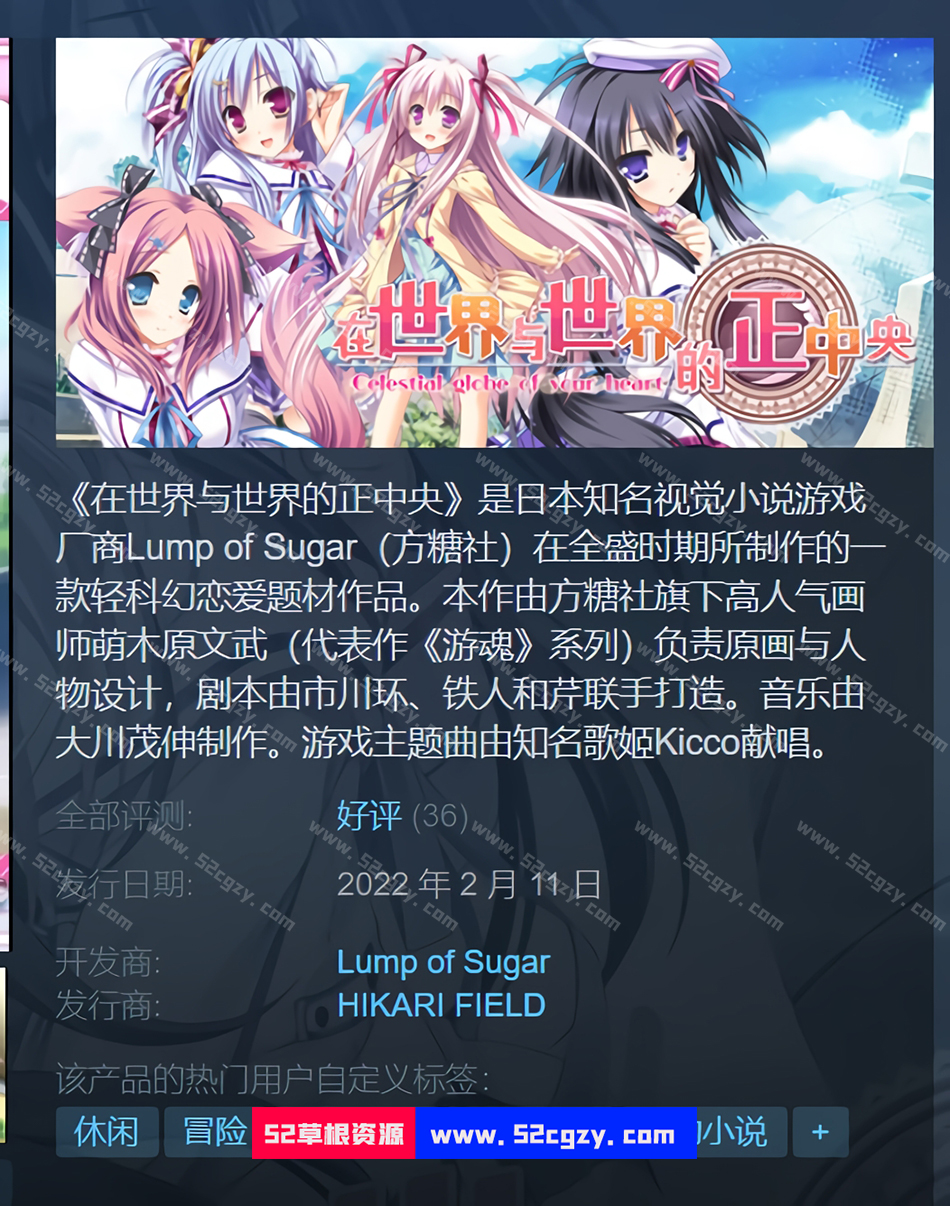 在世界与世界的正中央
Celestial globe of your heart
《在世界与世界的正中央》是日本知名视觉小说游戏
厂商Lump of Sugar（方糖社）在全盛时期所制作的一
款轻科幻恋爱题材作品。本作由方糖社旗下高人气画
师萌木原文武（代表作《游魂》系列）负责原画与人
物设计，剧本由市川环、铁人和芹联手打造。音乐由
大川茂伸制作。游戏主题曲由知名歌姬Kicco献唱。
全部评测: 好评 (36)
发行日期: 2022 年 2 月 11 日
开发商: Lump of Sugar
发行商: HIKARI FIELD
该产品的热门用户自定义标签:
休闲 冒险 52草根资源 www.52cgzy.com 小说 +